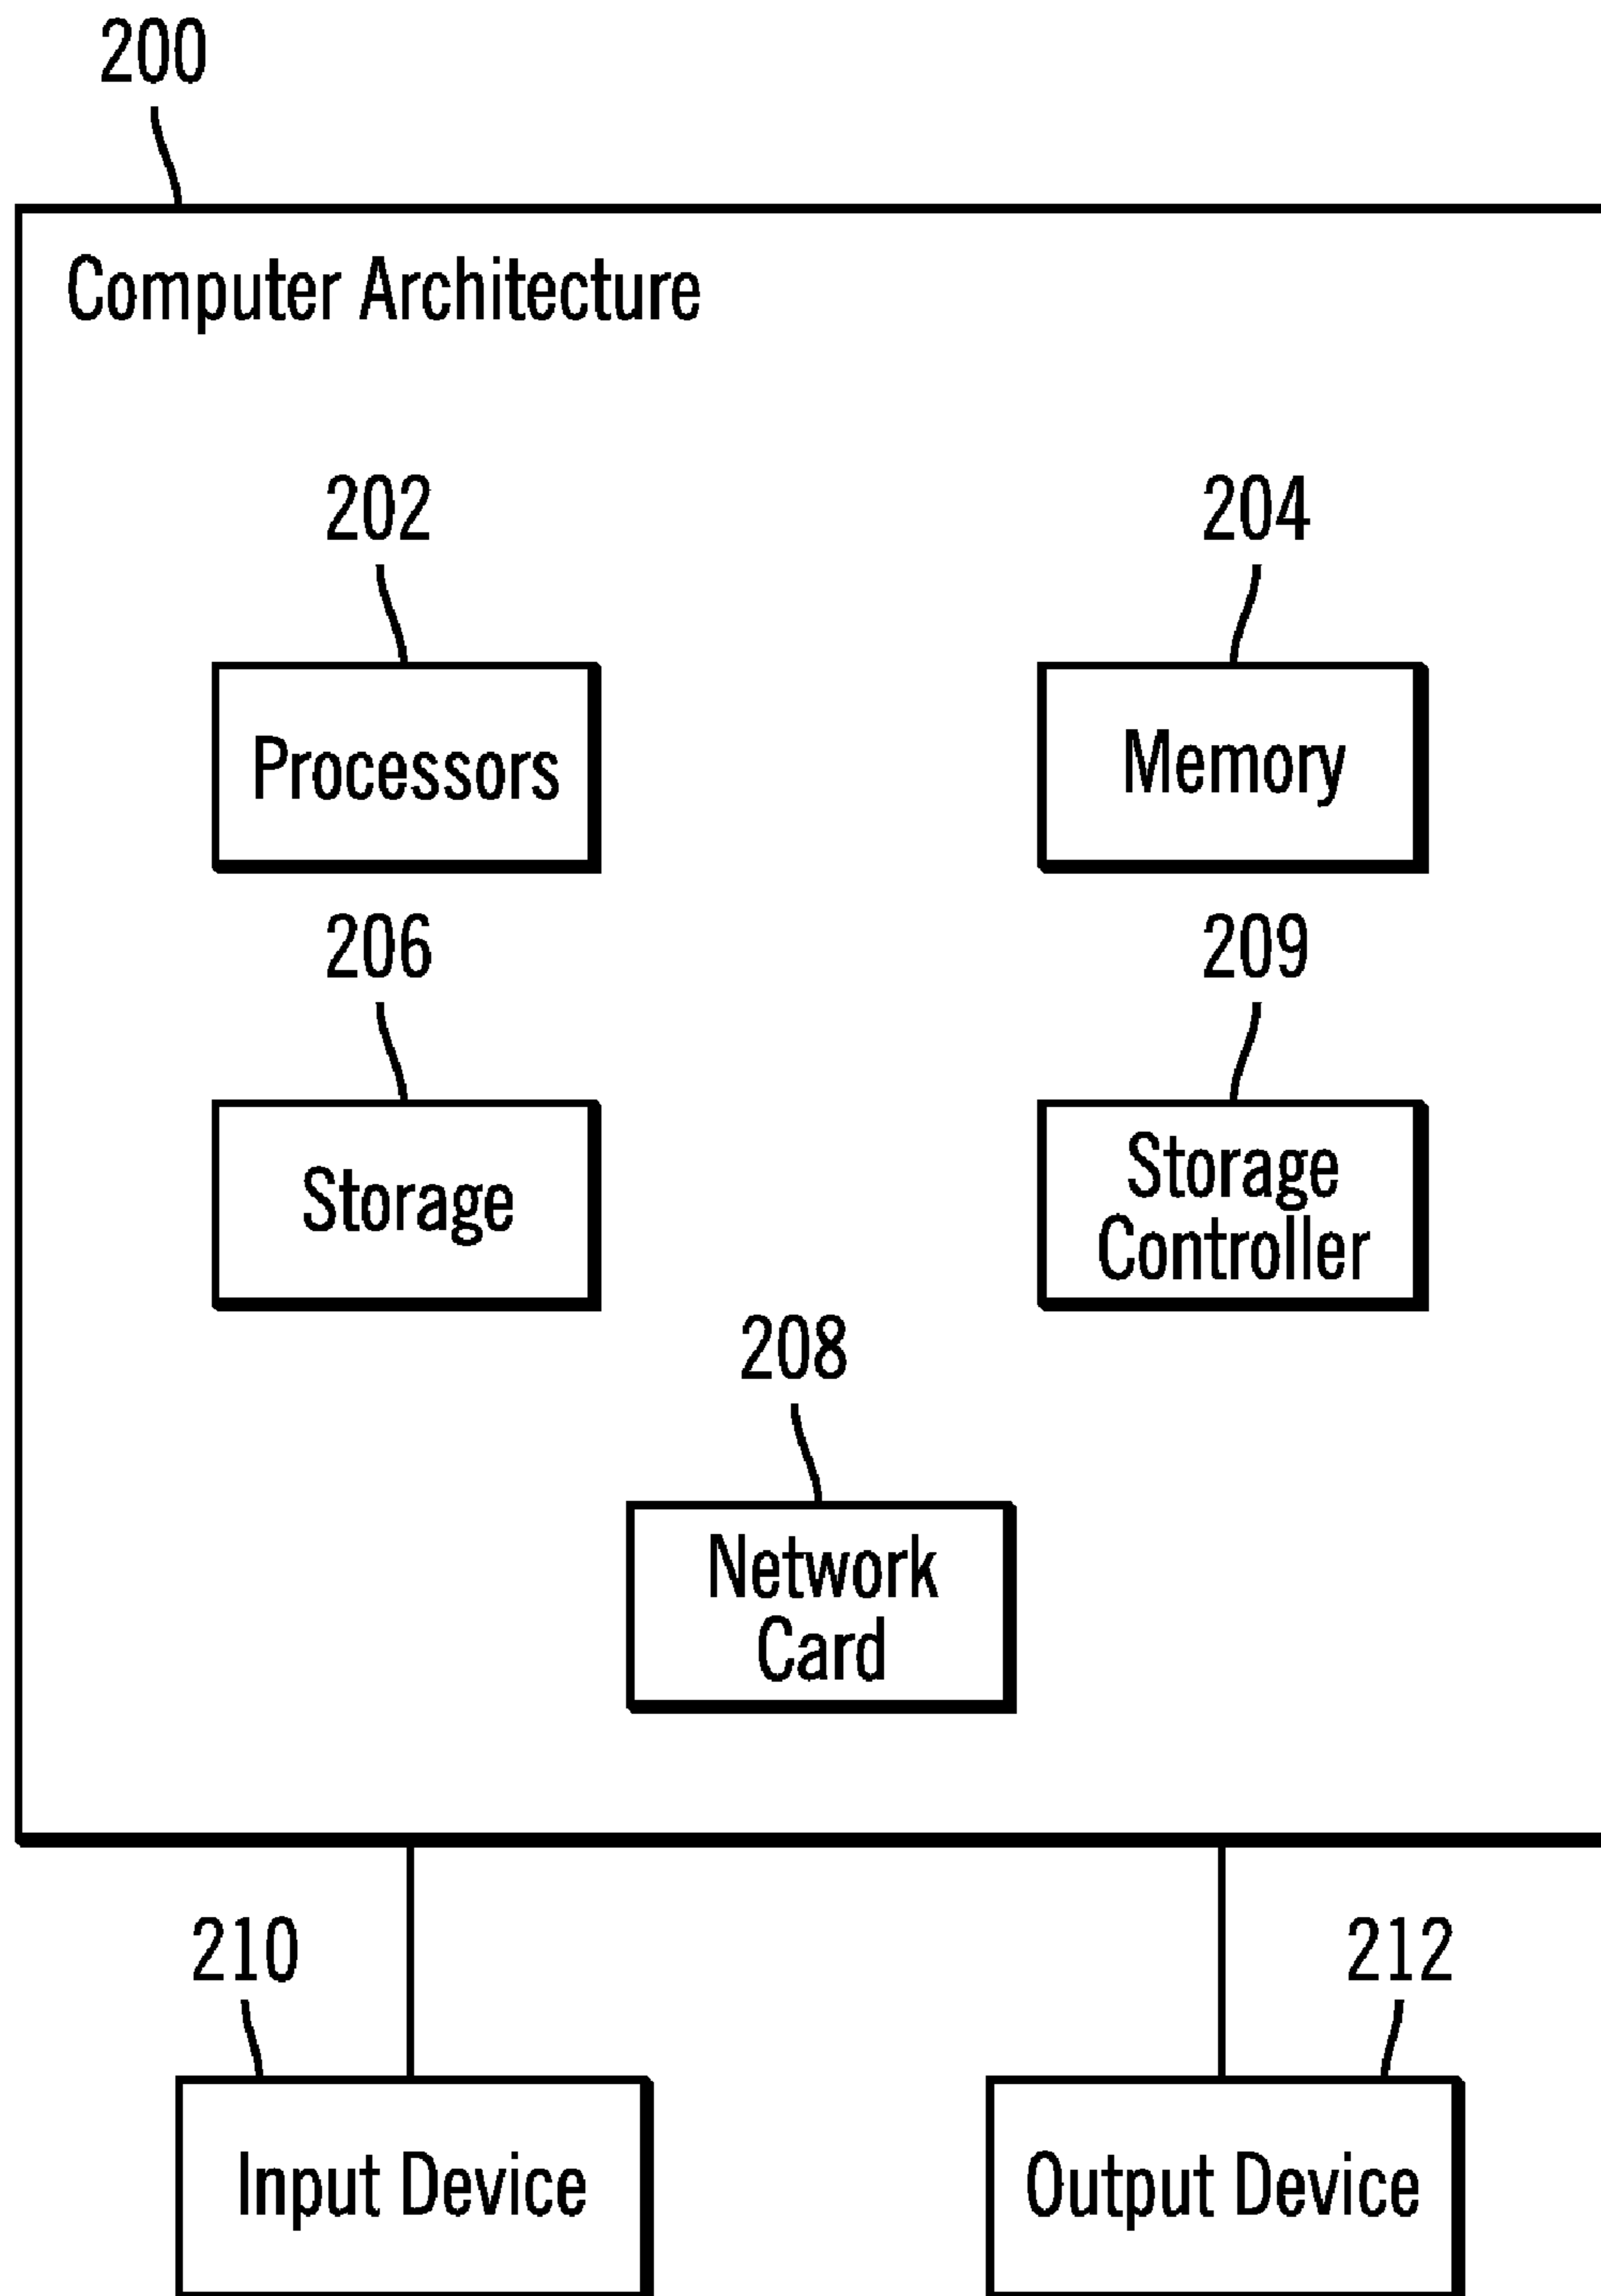 200
Computer Architecture
202
204
Processors
Memory
206
209
Storage
Storage
Controller
208
Network
Card
210
212
Input Device
Output Device